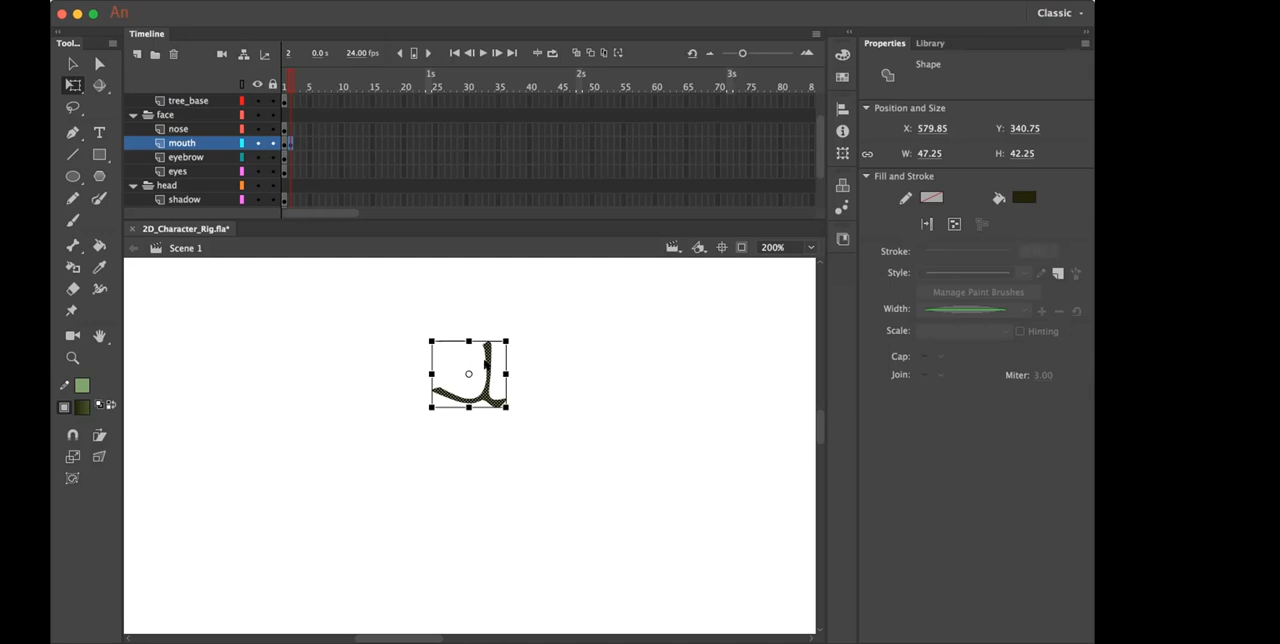 An
Classic
Tool...
Timeline
2 0.0 s 24.00 fps
1s 2s 3s
1 5 10 15 20 25 30 35 40 45 50 55 60 65 70 75 80 8
tree_base
face
nose
mouth
eyebrow
eyes
head
shadow
2D_Character_Rig.fla*
Scene 1
200%
Properties Library
Shape
Position and Size
X: 579.85 Y: 340.75
W: 47.25 H: 42.25
Fill and Stroke
Stroke:
Style:
Manage Paint Brushes
Width:
Scale: Hinting
Cap:
Join: Miter: 3.00